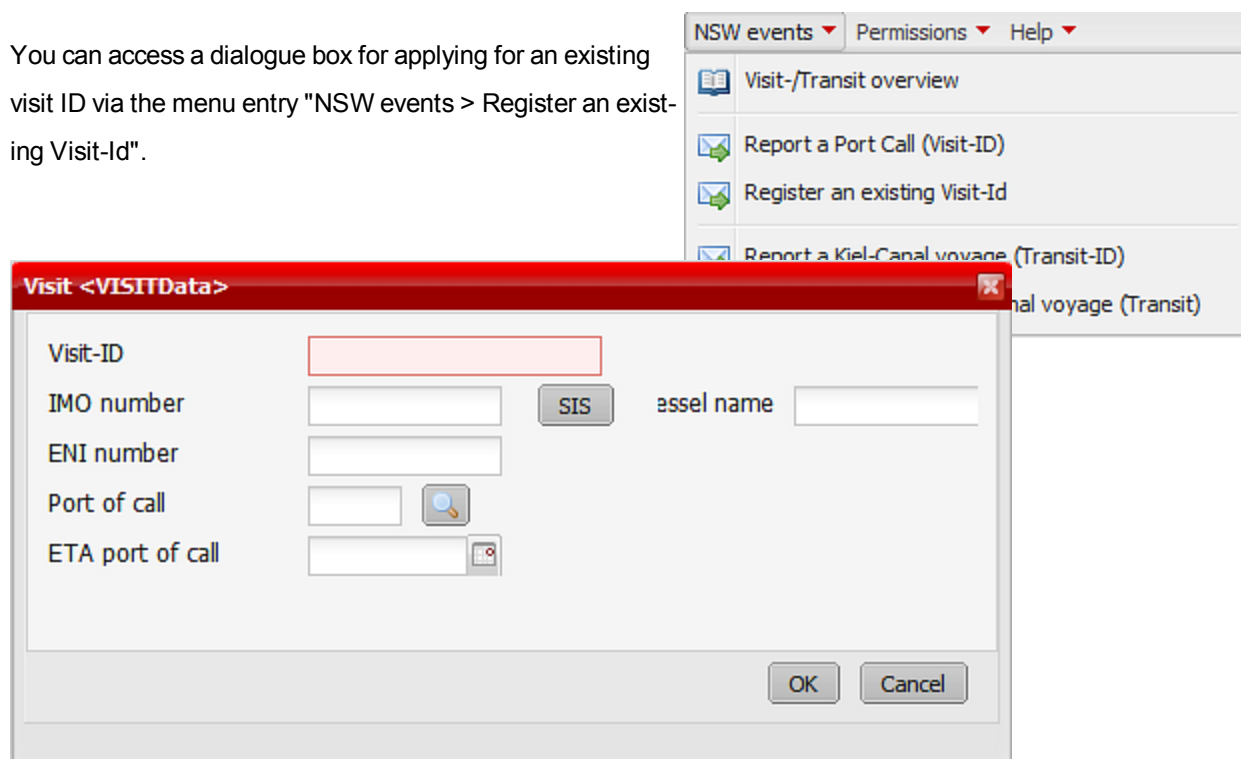 You can access a dialogue box for applying for an existing
visit ID via the menu entry "NSW events > Register an exist-
ing Visit-Id".
NSW events Permissions Help
Visit-/Transit overview
Report a Port Call (Visit-ID)
Register an existing Visit-Id
Report a Kiel-Canal voyage (Transit-ID)
nal voyage (Transit)
Visit <VISITData>
Visit-ID
IMO number SIS essel name
ENI number
Port of call
ETA port of call
OK Cancel